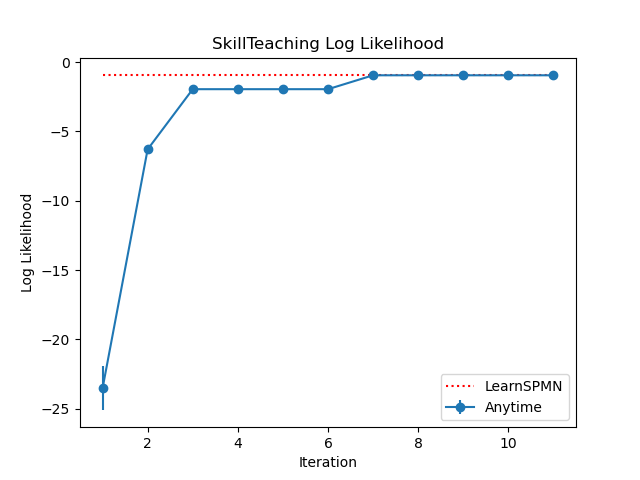 SkillTeaching Log Likelihood
0
−5
−10
−15
−20
−25
Log Likelihood
2 4 6 8 10
Iteration
LearnSPMN
Anytime